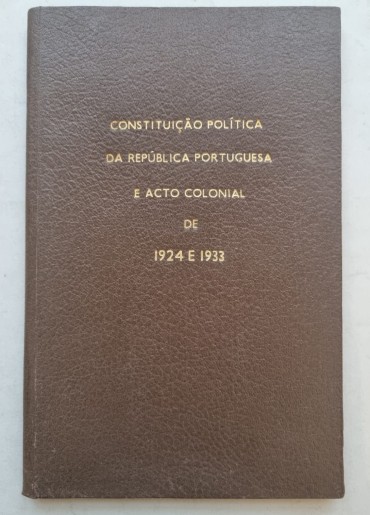 CONSTITUIÇÃO POLÍTICA
DA REPÚBLICA PORTUGUESA
E ACTO COLONIAL
DE
1924 E 1933